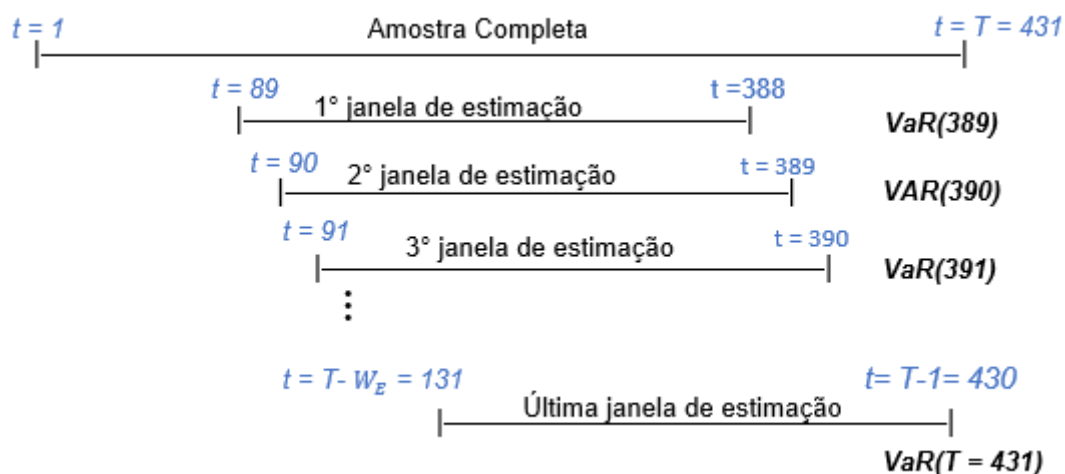 t = 1
Amostra Completa
t = T = 431
t = 89
1° janela de estimação
t =388
VaR(389)
t = 90
2° janela de estimação
t = 389
VAR(390)
t = 91
3° janela de estimação
t = 390
VaR(391)
t = T- W_E = 131
t= T-1= 430
Última janela de estimação
VaR(T = 431)